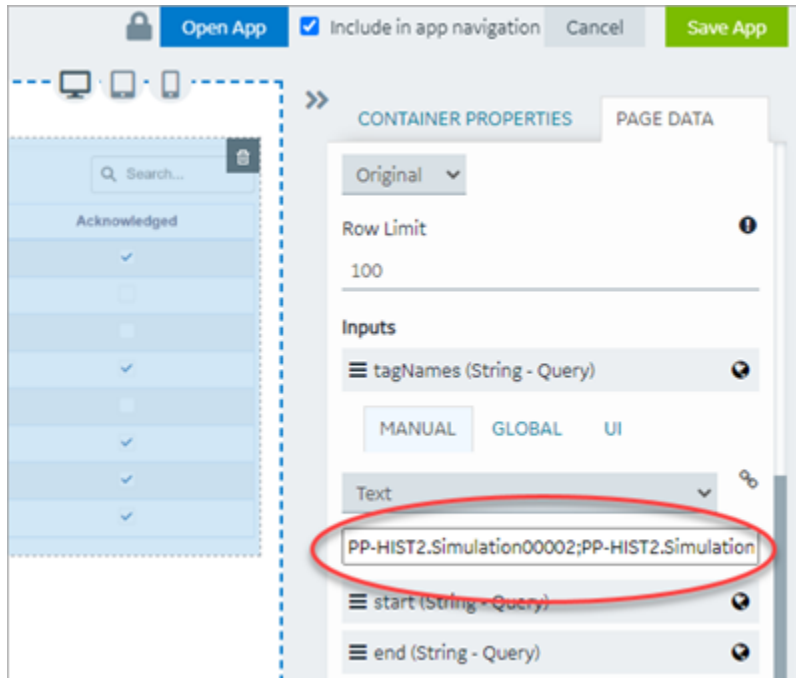 Open App
Include in app navigation
Cancel
Save App
CONTAINER PROPERTIES
PAGE DATA
Search...
Acknowledged
Original
Row Limit
100
Inputs
tagNames (String - Query)
MANUAL
GLOBAL
UI
Text
PP-HIST2.Simulation00002;PP-HIST2.Simulation
start (String - Query)
end (String - Query)